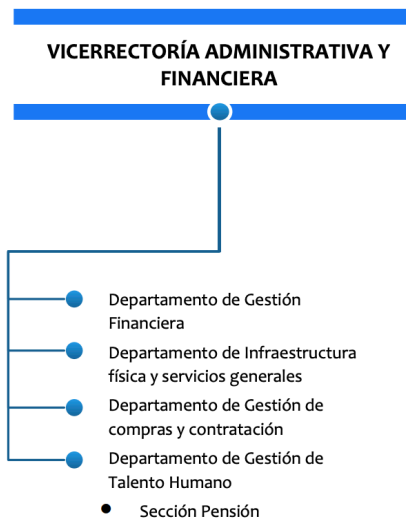 VICERRECTORÍA ADMINISTRATIVA Y
FINANCIERA
Departamento de Gestión
Financiera
Departamento de Infraestructura
física y servicios generales
Departamento de Gestión de
compras y contratación
Departamento de Gestión de
Talento Humano
Sección Pensión